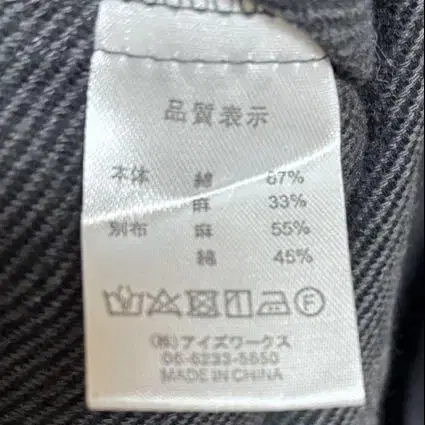 品質表示
本体 綿 67%
麻 33%
別布 麻 55%
綿 45%
F
(株)アイズワークス
06-6233-5650
MADE IN CHINA